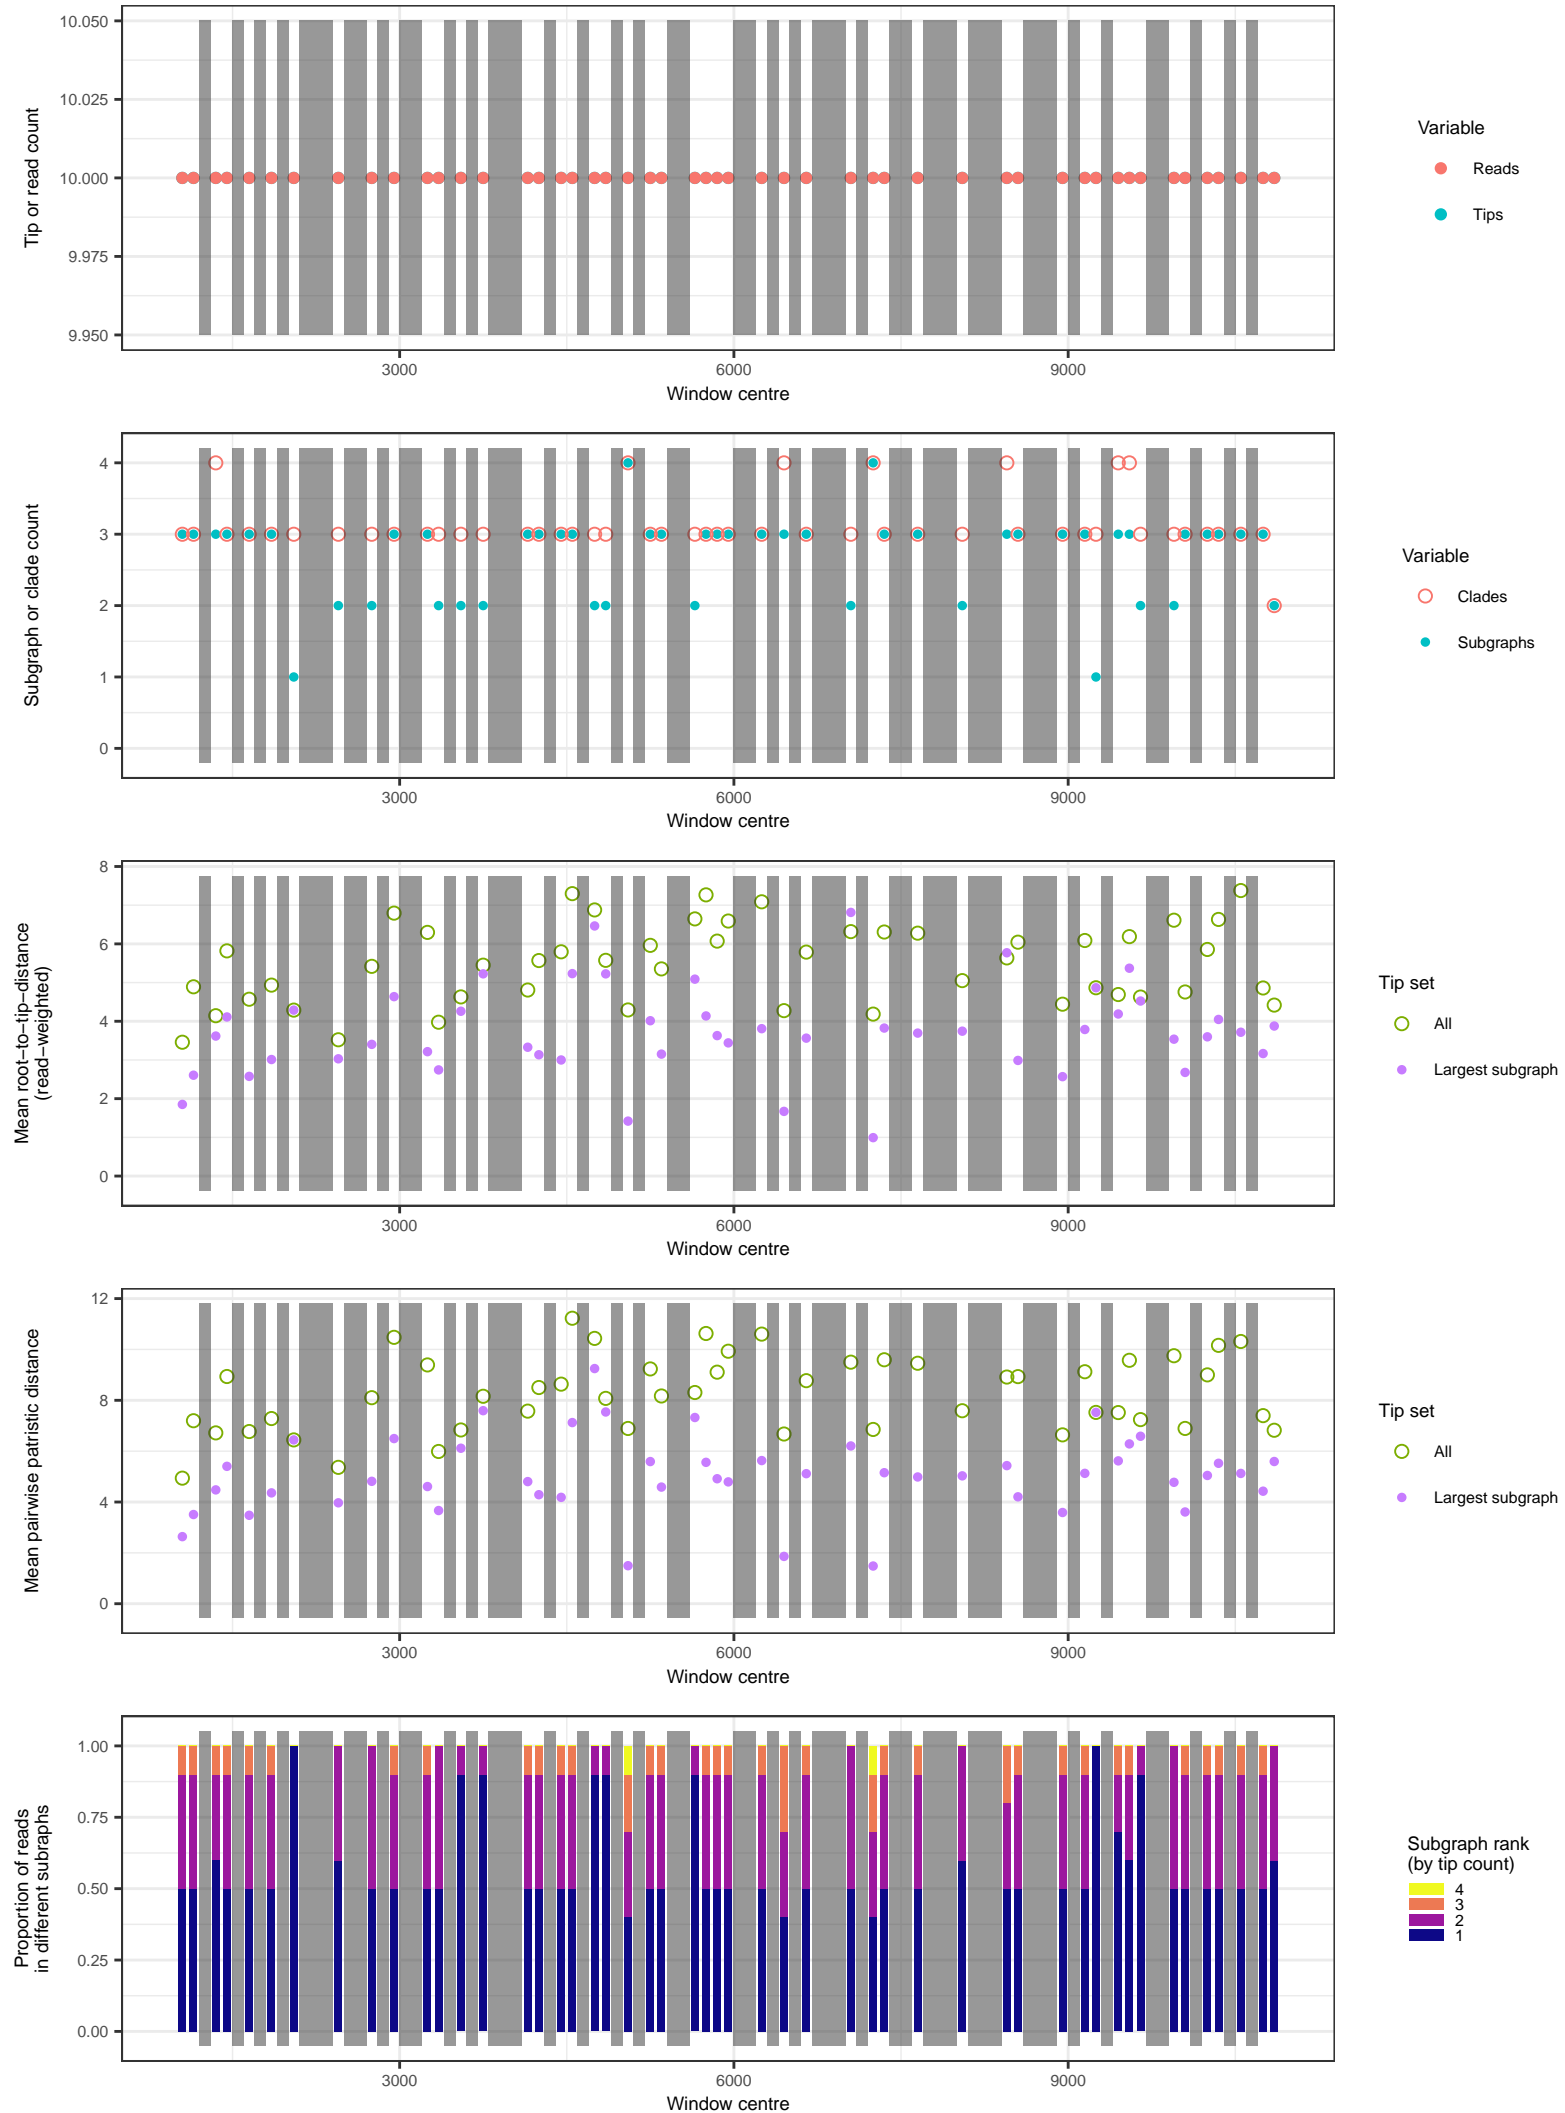 10.050
10.025
10.000
9.975
9.950
Tip or read count
3000
6000
9000
Window centre
Variable
Reads
Tips
4
3
2
1
0
Subgraph or clade count
3000
6000
9000
Window centre
Variable
Clades
Subgraphs
8
6
4
2
0
Mean root−to−tip−distance
(read−weighted)
3000
6000
9000
Window centre
Tip set
All
Largest subgraph
12
8
4
0
Mean pairwise patristic distance
3000
6000
9000
Window centre
Tip set
All
Largest subgraph
1.00
0.75
0.50
0.25
0.00
Proportion of reads
in different subraphs
3000
6000
9000
Window centre
Subgraph rank
(by tip count)
4
3
2
1